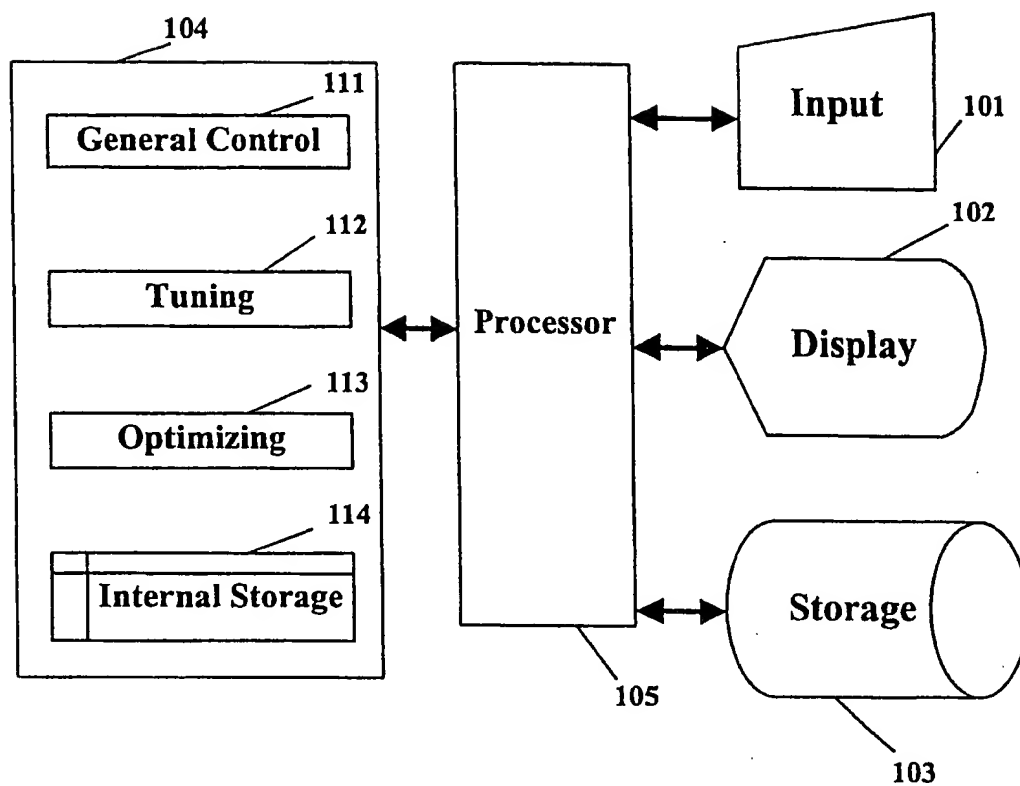 104
111
General Control
112
Tuning
113
Optimizing
114
Internal Storage
Processor
105
Input
101
102
Display
Storage
103